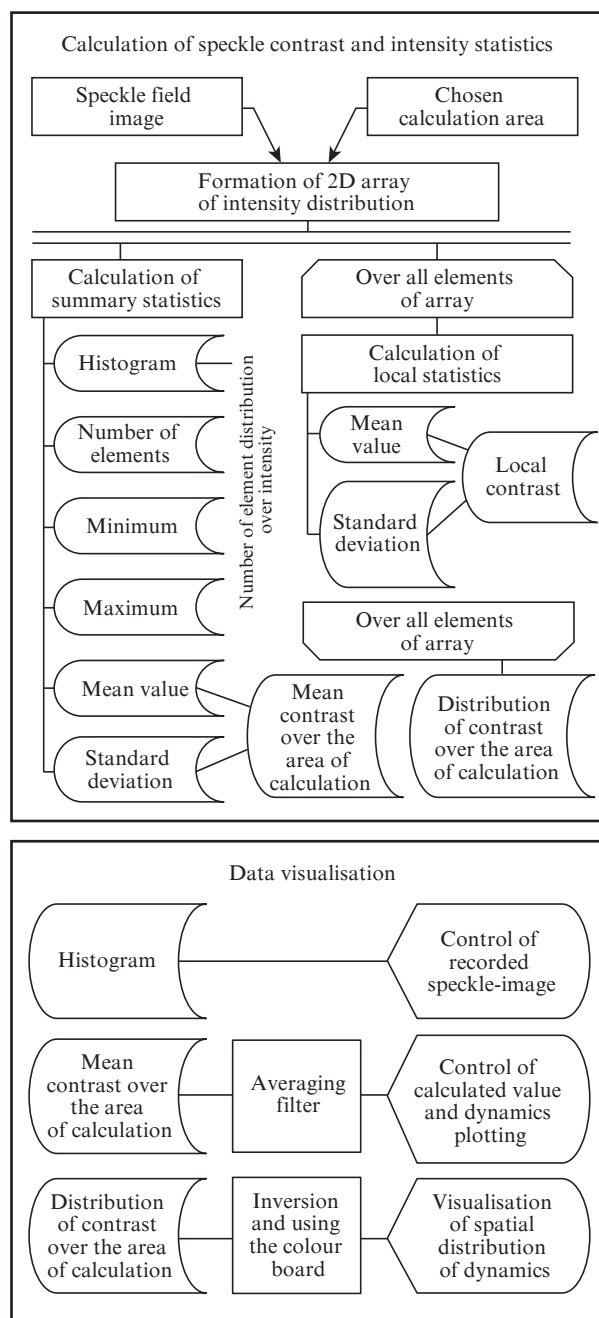 Calculation of speckle contrast and intensity statistics
Speckle field
image
Chosen
calculation area
Formation of 2D array
of intensity distribution
Calculation of
summary statistics
Over all elements
of array
Histogram
Number of
elements
Minimum
Maximum
Mean value
Standard
deviation
Number of element distribution
over intensity
Calculation of
local statistics
Mean
value
Standard
deviation
Local
contrast
Over all elements
of array
Mean
contrast
over the
area of
calculation
Distribution
of contrast
over the area
of calculation
Data visualisation
Histogram
Control of
recorded
speckle-image
Mean
contrast over
the area
of calculation
Averaging
filter
Control of
calculated value
and dynamics
plotting
Distribution
of contrast
over the area
of calculation
Inversion
and using
the colour
board
Visualisation
of spatial
distribution
of dynamics